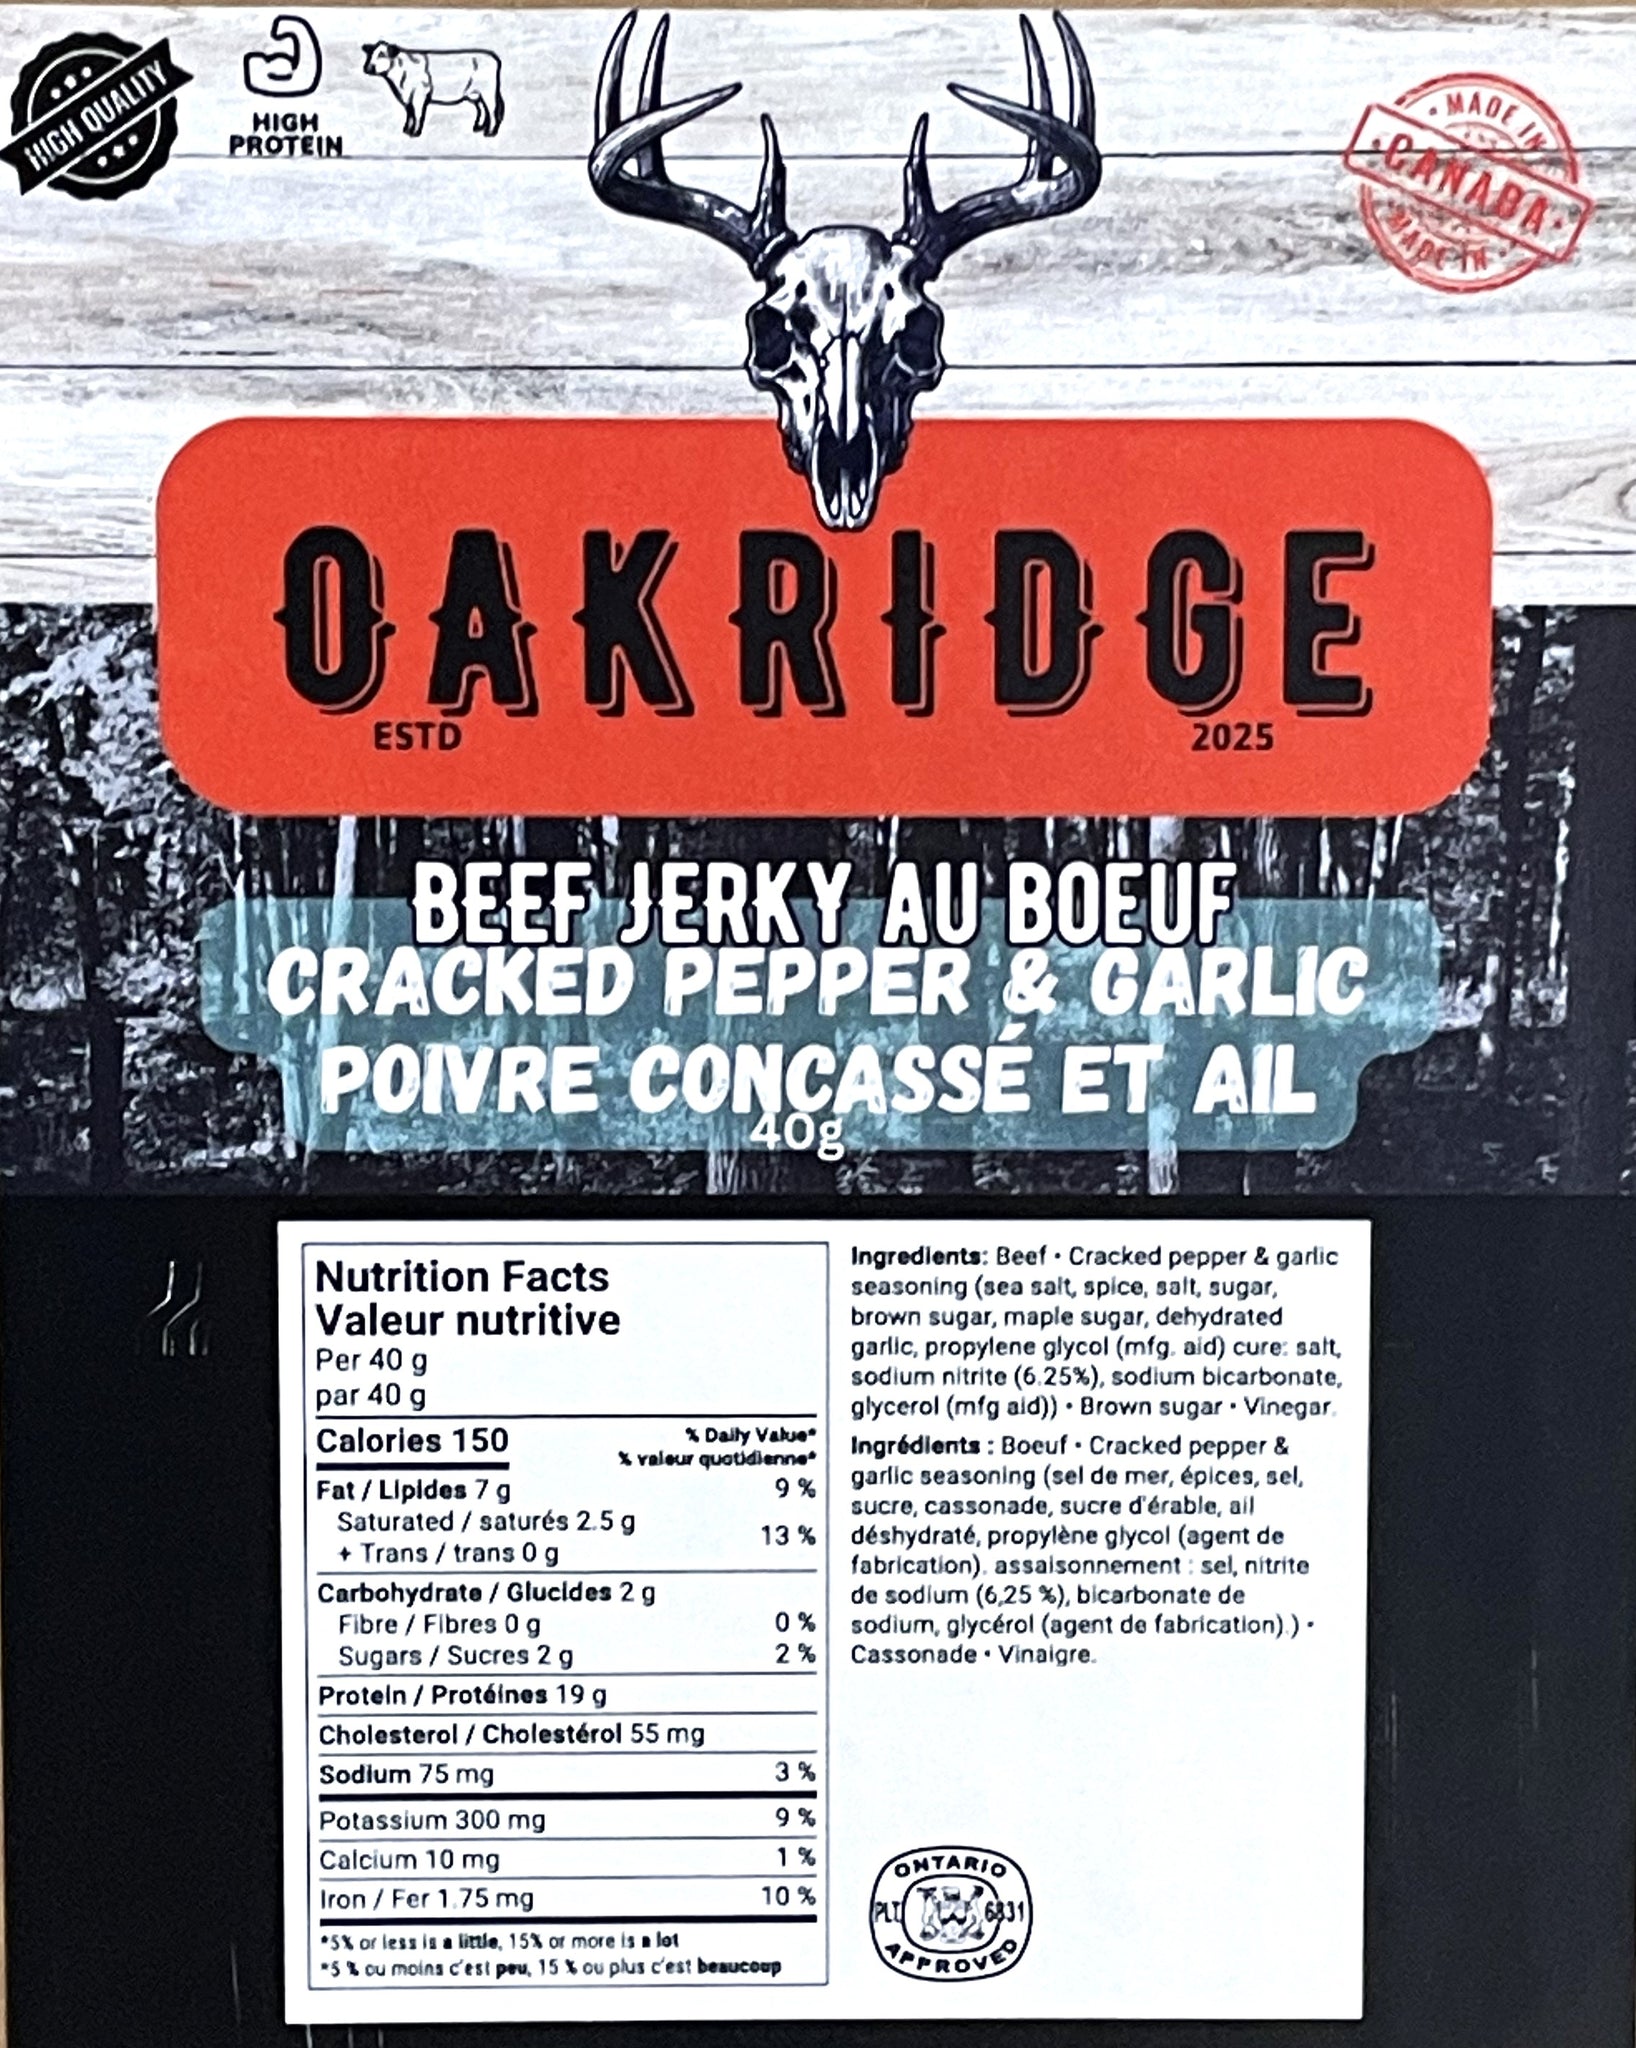 HIGH QUALITY
HIGH
PROTEIN
MADE IN
CANADA
MADE IN
OAKRIDGE
ESTD 2025
BEEF JERKY AU BOEUF
CRACKED PEPPER & GARLIC
POIVRE CONCASSÉ ET AIL
40g
Nutrition Facts
Valeur nutritive
Per 40 g
par 40 g
Calories 150
% Daily Value*
% valeur quotidienne*
Fat / Lipides 7 g 9 %
Saturated / saturés 2.5 g
+ Trans / trans 0 g
13 %
Carbohydrate / Glucides 2 g
Fibre / Fibres 0 g 0 %
Sugars / Sucres 2 g 2 %
Protein / Protéines 19 g
Cholesterol / Cholestérol 55 mg
Sodium 75 mg 3 %
Potassium 300 mg 9 %
Calcium 10 mg 1 %
Iron / Fer 1.75 mg 10 %
*5% or less is a little, 15% or more is a lot
*5 % ou moins c'est peu, 15 % ou plus c'est beaucoup
Ingredients: Beef • Cracked pepper & garlic
seasoning (sea salt, spice, salt, sugar,
brown sugar, maple sugar, dehydrated
garlic, propylene glycol (mfg. aid) cure: salt,
sodium nitrite (6.25%), sodium bicarbonate,
glycerol (mfg aid)) • Brown sugar • Vinegar.
Ingrédients : Boeuf • Cracked pepper &
garlic seasoning (sel de mer, épices, sel,
sucre, cassonade, sucre d'érable, ail
déshydraté, propylène glycol (agent de
fabrication). assaisonnement : sel, nitrite
de sodium (6,25 %), bicarbonate de
sodium, glycérol (agent de fabrication).) •
Cassonade • Vinaigre.
ONTARIO
PLT 6831
APPROVED